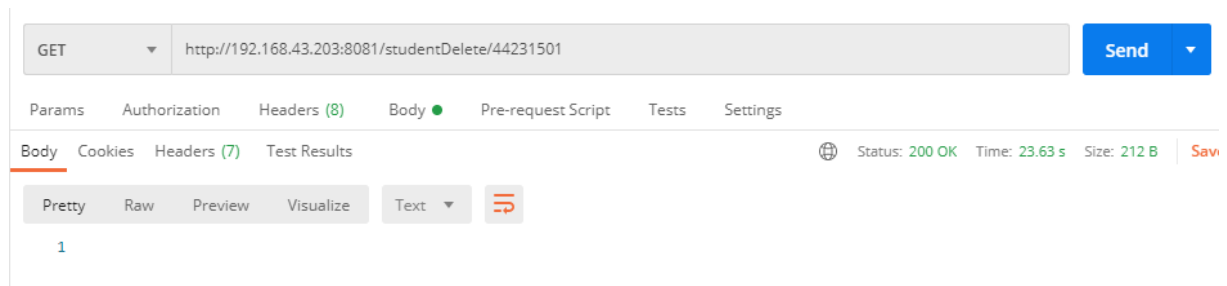 GET http://192.168.43.203:8081/studentDelete/44231501 Send
Params Authorization Headers (8) Body Pre-request Script Tests Settings
Body Cookies Headers (7) Test Results Status: 200 OK Time: 23.63 s Size: 212 B Save
Pretty Raw Preview Visualize Text
1